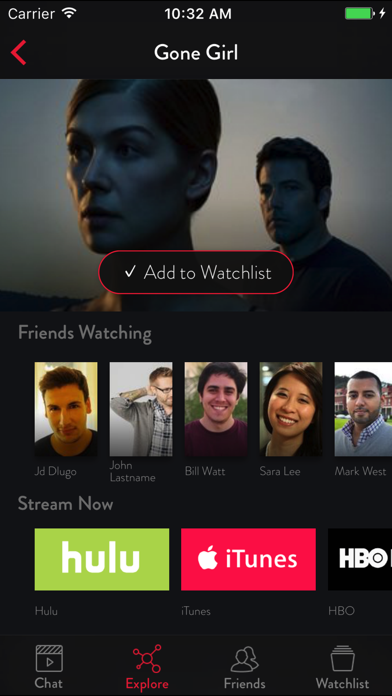 Carrier 10:32 AM
Gone Girl
✓ Add to Watchlist
Friends Watching
Jd Dlugo
John Lastname
Bill Watt
Sara Lee
Mark West
Stream Now
hulu
iTunes
HBO
Hulu
iTunes
HBO
Chat
Explore
Friends
Watchlist